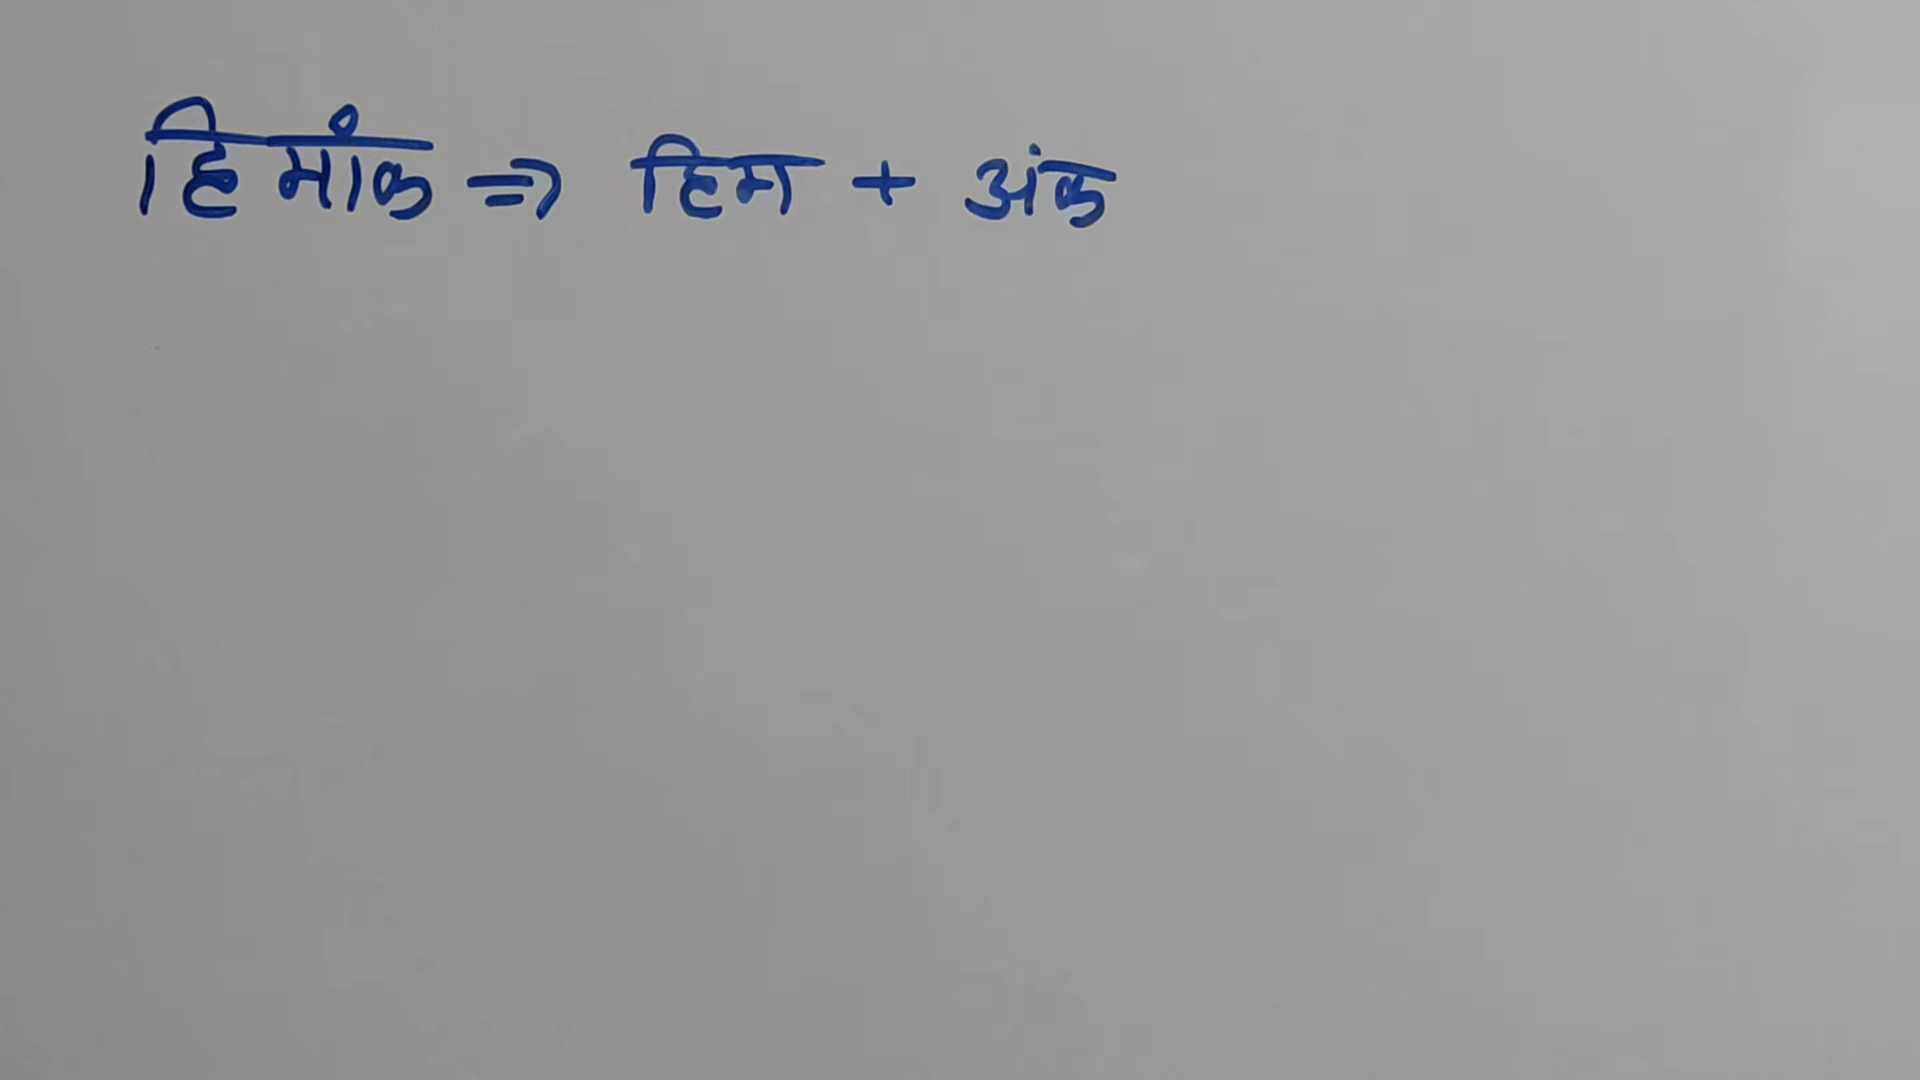 हिमांक => हिम + अंक